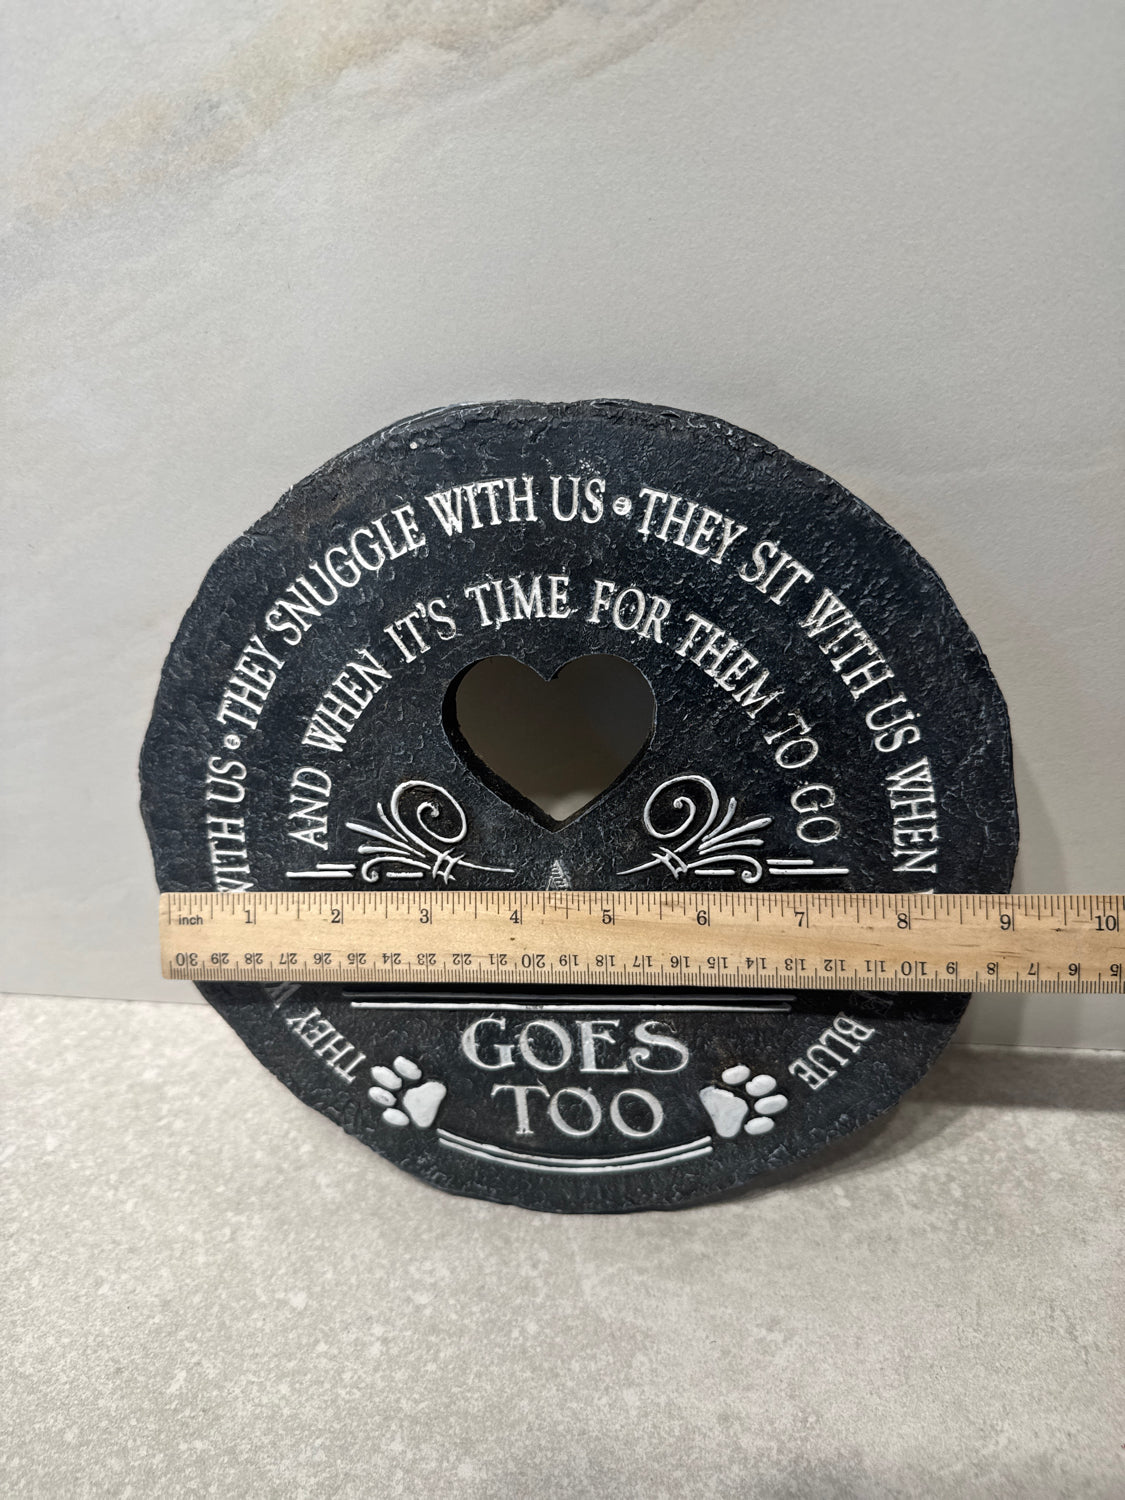 THEY
WITH US • THEY SNUGGLE WITH US • THEY SIT WITH US WHEN
BLUE
AND WHEN IT'S TIME FOR THEM TO GO
inch 1 2 3 4 5 6 7 8 9 10
30 29 28 27 26 25 24 23 22 21 20 19 18 17 16 15 14 13 12 11 10 9 8 7 6 5
GOES
TOO